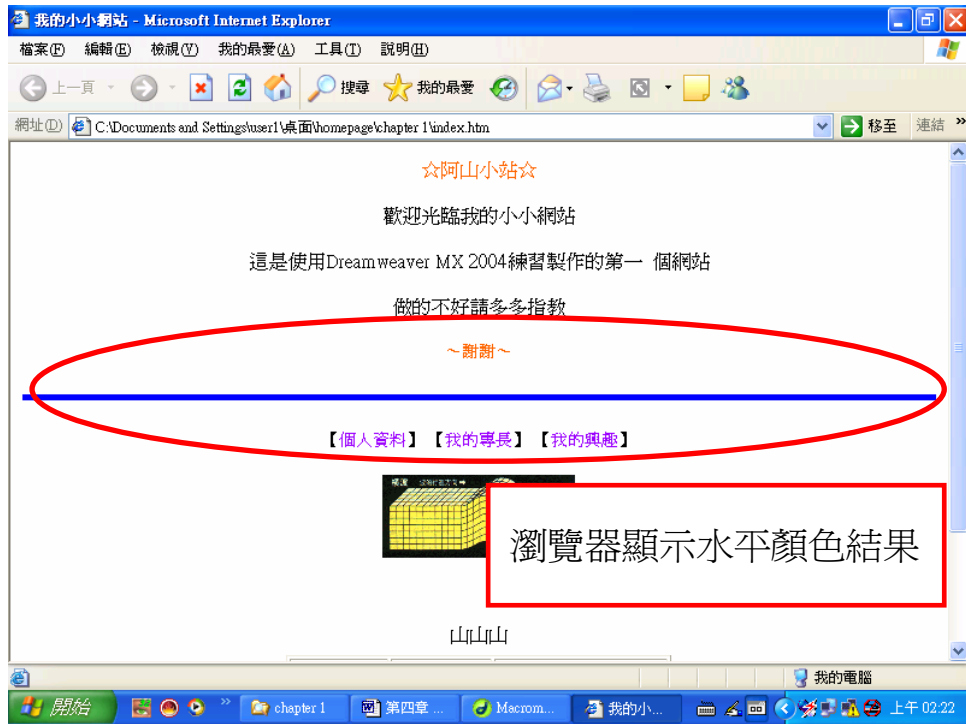 我的小小網站 - Microsoft Internet Explorer
檔案(F) 編輯(E) 檢視(V) 我的最愛(A) 工具(T) 說明(H)
上一頁 搜尋 我的最愛
網址(D) C:\Documents and Settings\user1\桌面\homepage\chapter 1\index.htm 移至 連結 »
☆阿山小站☆
歡迎光臨我的小小網站
這是使用Dreamweaver MX 2004練習製作的第一 個網站
做的不好請多多指教
~謝謝~
【個人資料】【我的專長】【我的興趣】
瀏覽器顯示水平顏色結果
山山山
我的電腦
開始 » chapter 1 第四章 ... Macrom... 我的小... 上午 02:22